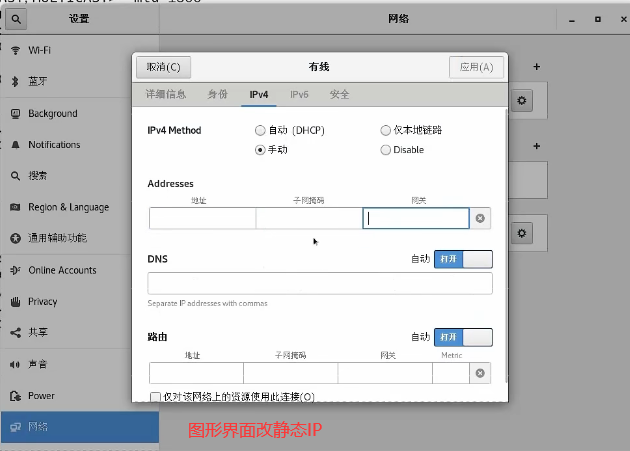 设置
网络
Wi-Fi
蓝牙
Background
Notifications
搜索
Region & Language
通用辅助功能
Online Accounts
Privacy
共享
声音
Power
网络
取消(C)
有线
应用(A)
详细信息
身份
IPv4
IPv6
安全
IPv4 Method
自动 (DHCP)
仅本地链路
手动
Disable
Addresses
地址
子网掩码
网关
DNS
自动
打开
Separate IP addresses with commas
路由
自动
打开
地址
子网掩码
网关
Metric
仅对该网络上的资源使用此连接(O)
图形界面改静态IP